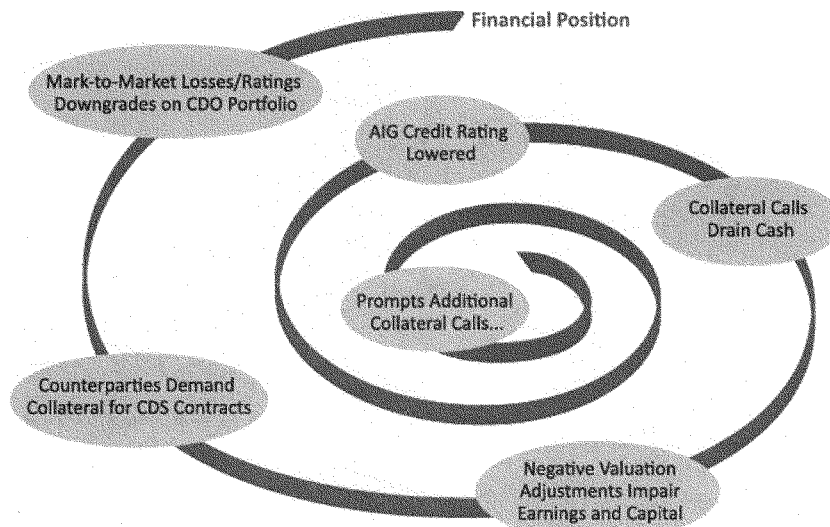 Financial Position
Mark-to-Market Losses/Ratings
Downgrades on CDO Portfolio
Counterparties Demand
Collateral for CDS Contracts
Negative Valuation
Adjustments Impair
Earnings and Capital
Collateral Calls
Drain Cash
AIG Credit Rating
Lowered
Prompts Additional
Collateral Calls...